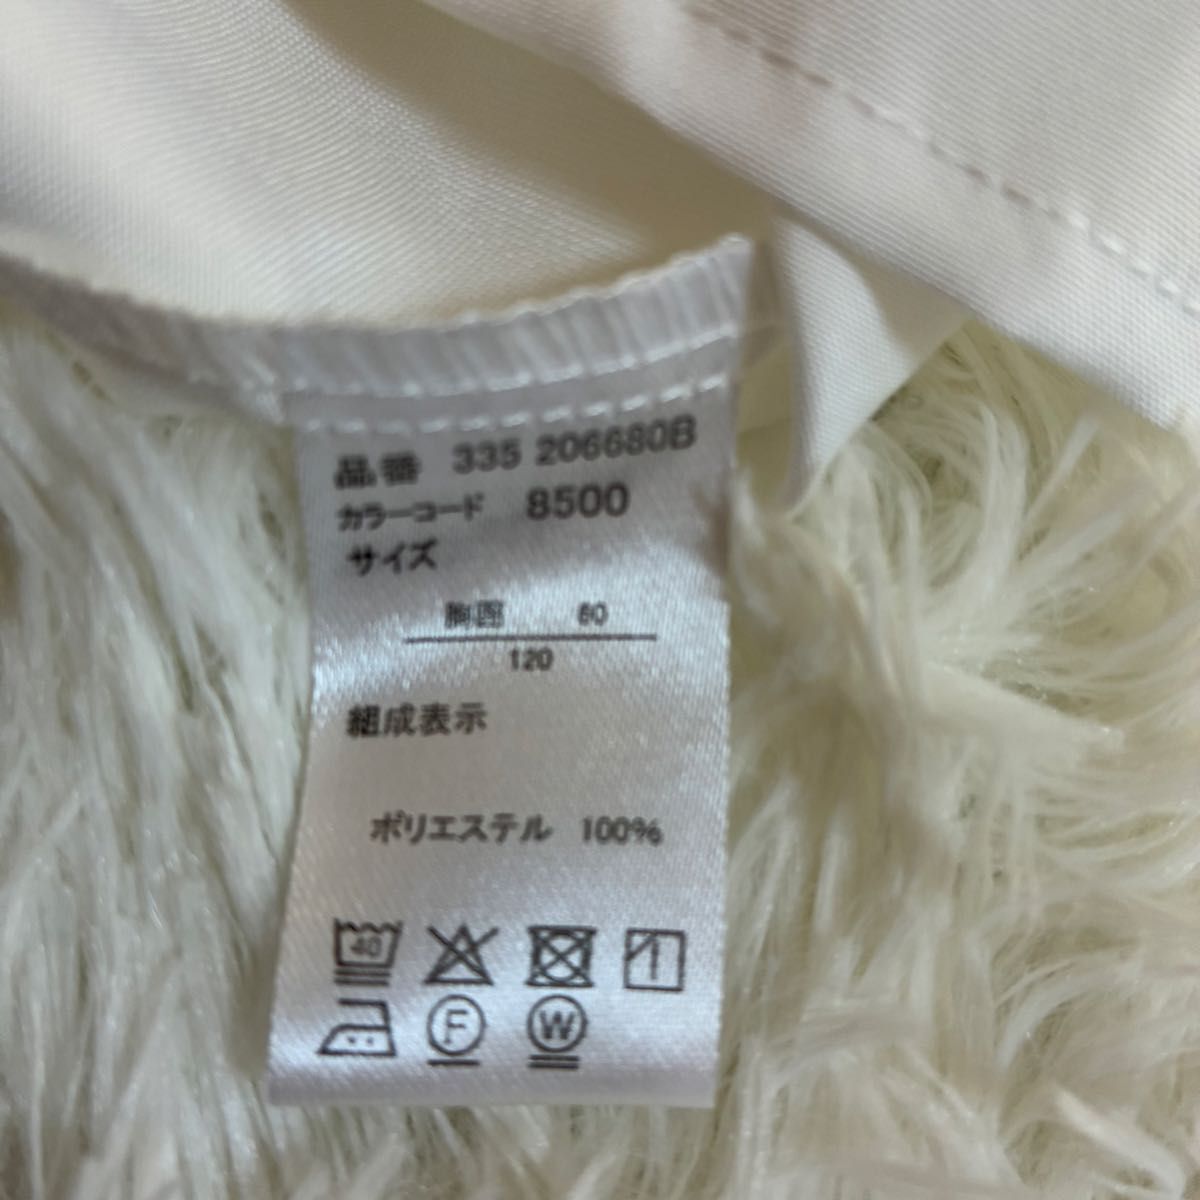 品番 335 206680B
カラーコード 8500
サイズ
胸囲 60
120
組成表示
ポリエステル 100%
40
F W